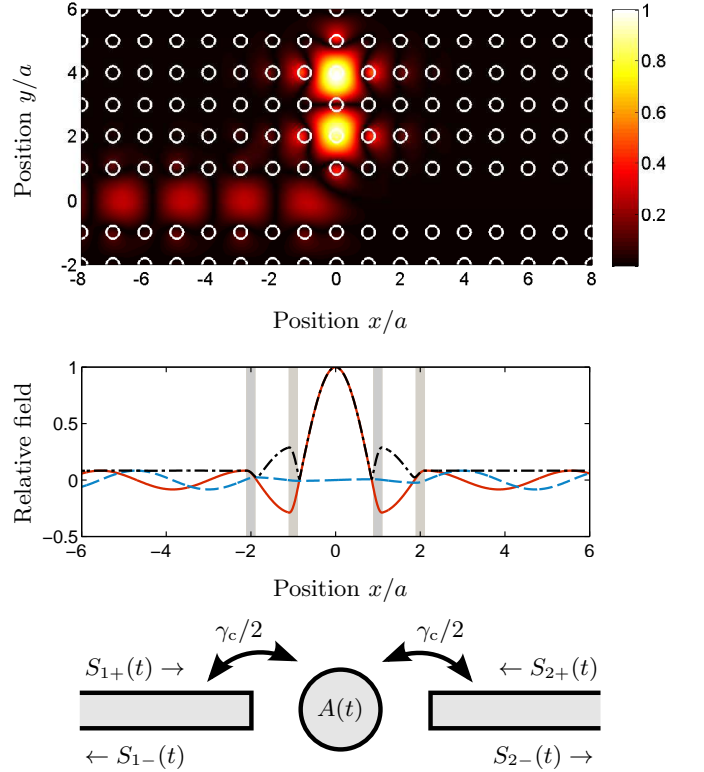 6
4
2
0
-2
Position y/a
-8 -6 -4 -2 0 2 4 6 8
Position x/a
1
0.8
0.6
0.4
0.2
1
0.5
0
−0.5
Relative field
−6 −4 −2 0 2 4 6
Position x/a
γc/2 γc/2
S1+(t) → ← S2+(t)
A(t)
← S1−(t) S2−(t) →